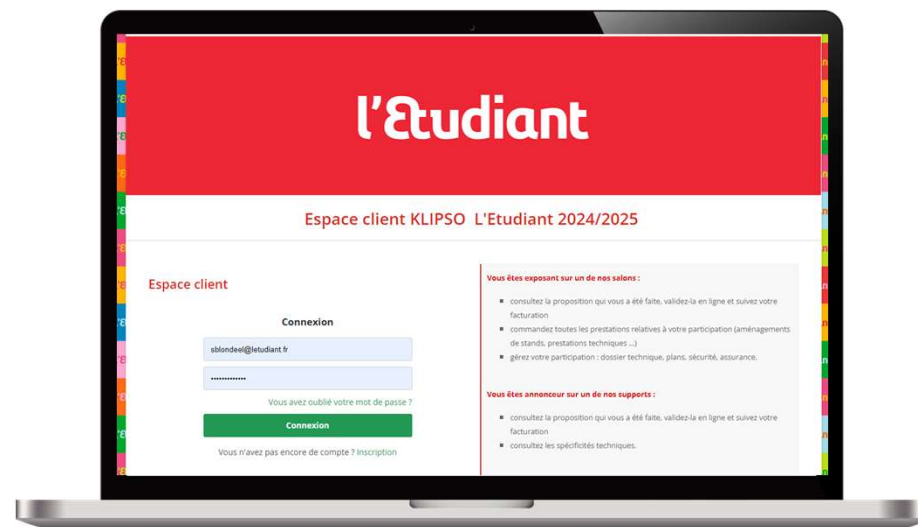 l'Etudiant
Espace client KLIPSO L'Etudiant 2024/2025
Espace client
Connexion
sblondeel@letudiant.fr
•••••••••••••
Vous avez oublié votre mot de passe ?
Connexion
Vous n'avez pas encore de compte ? Inscription
Vous êtes exposant sur un de nos salons :
consultez la proposition qui vous a été faite, validez-la en ligne et suivez votre
facturation
commandez toutes les prestations relatives à votre participation (aménagements
de stands, prestations techniques ...)
gérez votre participation : dossier technique, plans, sécurité, assurance.
Vous êtes annonceur sur un de nos supports :
consultez la proposition qui vous a été faite, validez-la en ligne et suivez votre
facturation
consultez les spécificités techniques.